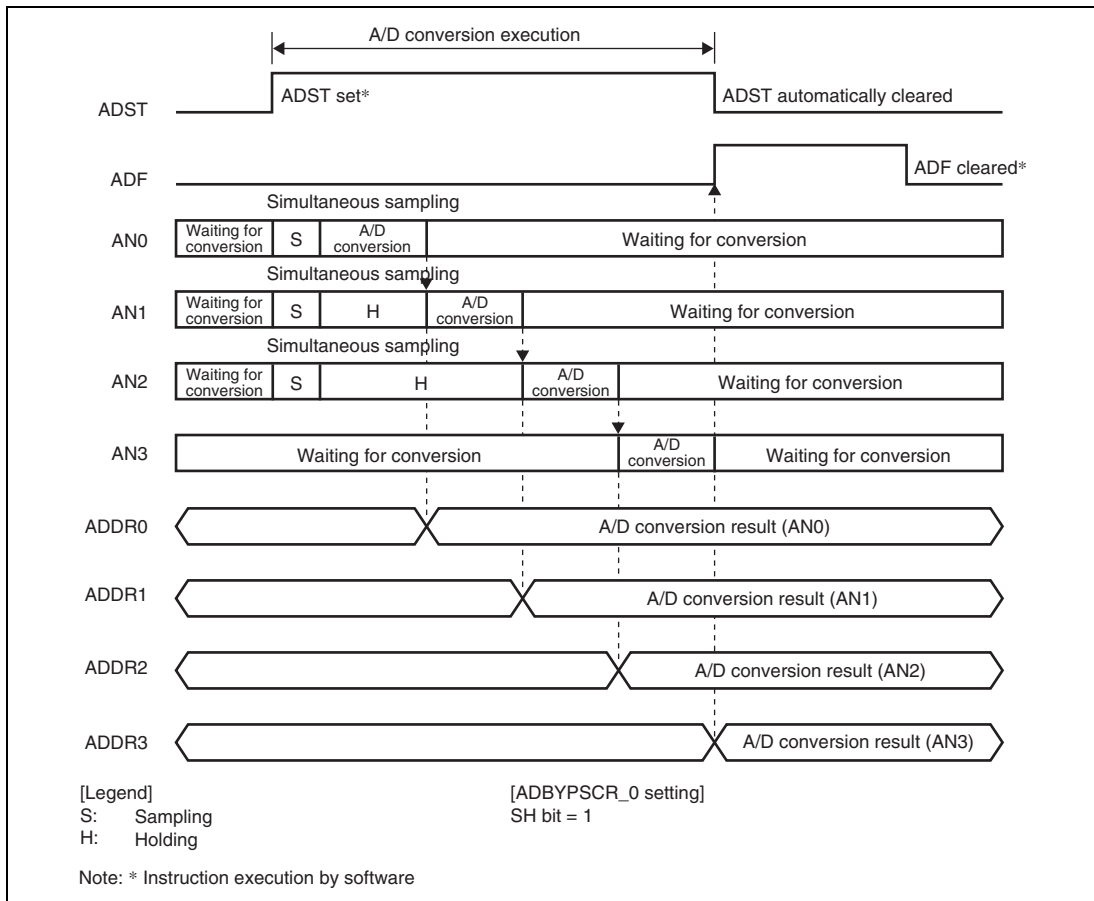 A/D conversion execution
ADST
ADST set*
ADST automatically cleared
ADF
ADF cleared*
Simultaneous sampling
AN0
Waiting for
conversion
S
A/D
conversion
Waiting for conversion
Simultaneous sampling
AN1
Waiting for
conversion
S
H
A/D
conversion
Waiting for conversion
Simultaneous sampling
AN2
Waiting for
conversion
S
H
A/D
conversion
Waiting for conversion
AN3
Waiting for conversion
A/D
conversion
Waiting for conversion
ADDR0
A/D conversion result (AN0)
ADDR1
A/D conversion result (AN1)
ADDR2
A/D conversion result (AN2)
ADDR3
A/D conversion result (AN3)
[Legend]
S: Sampling
H: Holding
[ADBYPSCR_0 setting]
SH bit = 1
Note: * Instruction execution by software